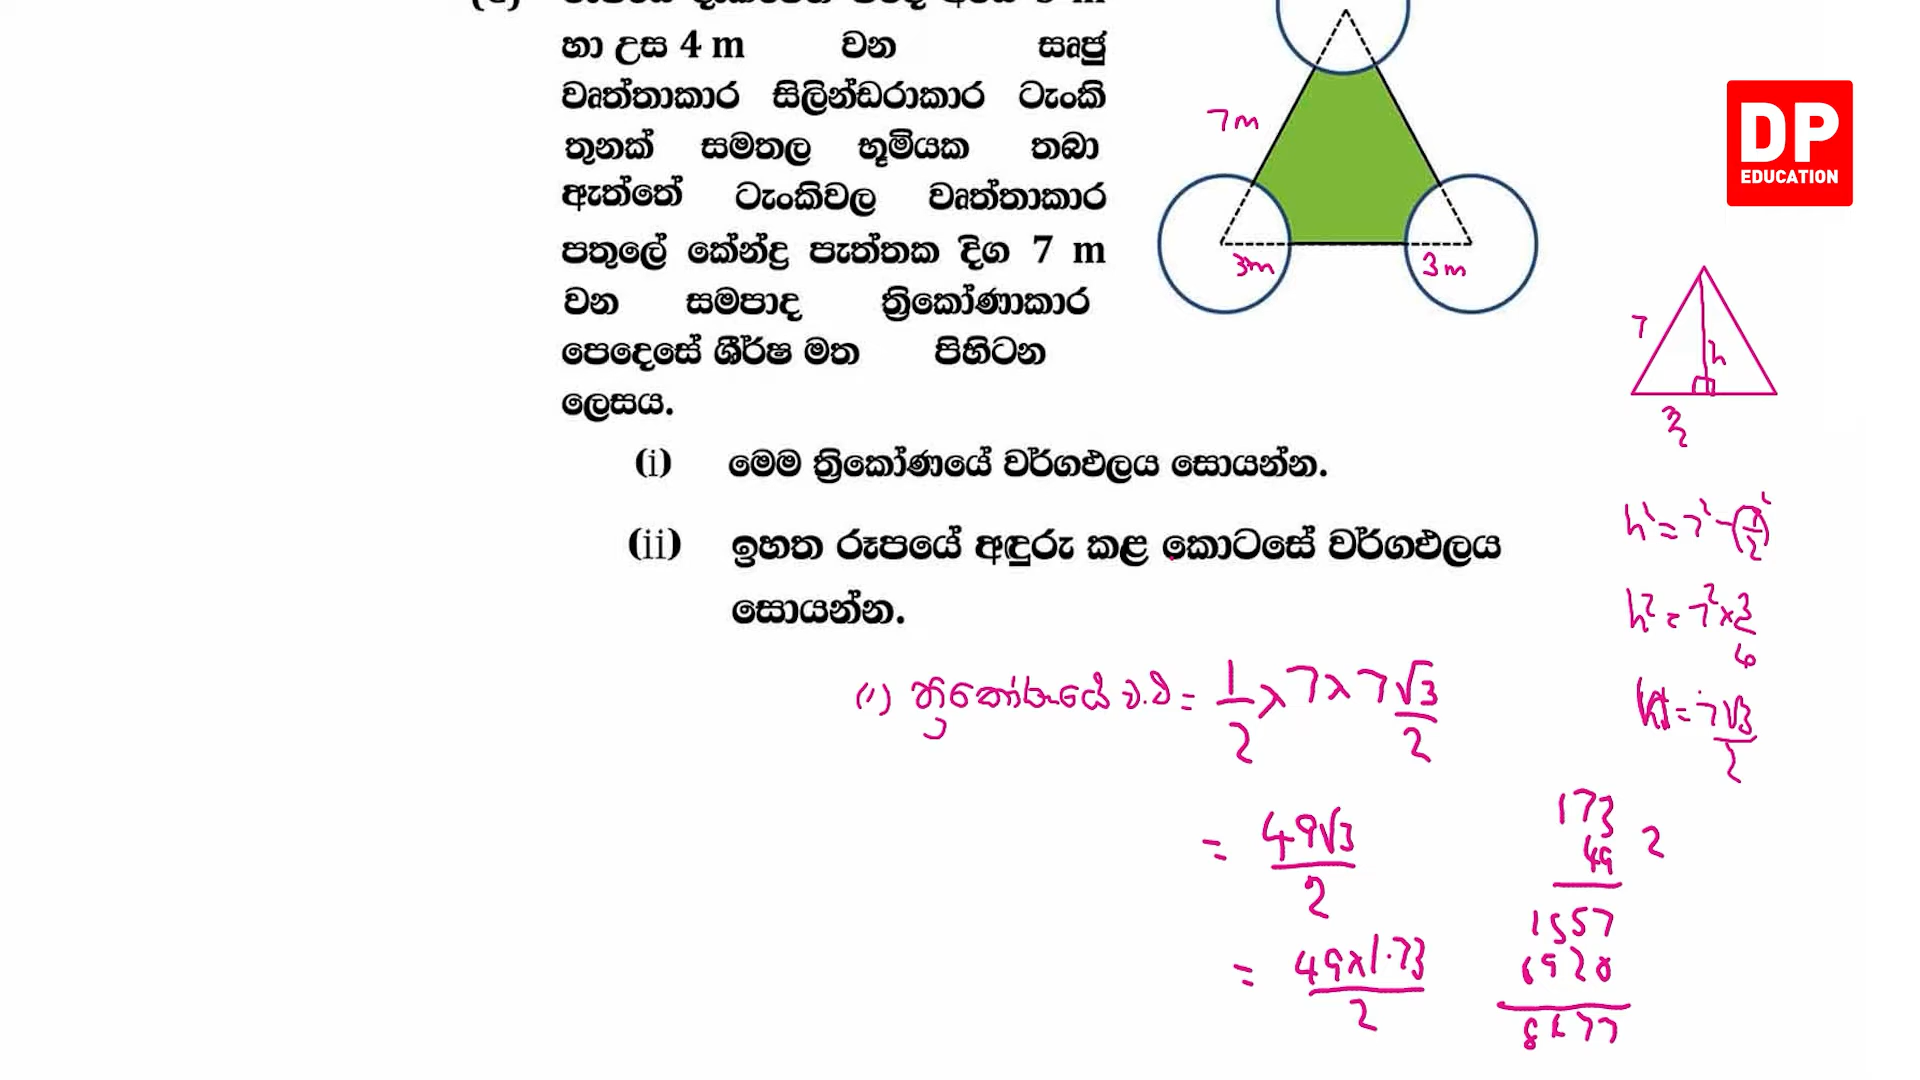 හා උස 4 m වන සෘජු
වෘත්තාකාර සිලින්ඩරාකාර ටැංකි
තුනක් සමතල භූමියක තබා
ඇත්තේ ටැංකිවල වෘත්තාකාර
පතුලේ කේන්ද්‍ර පැත්තක දිග 7 m
වන සමපාද ත්‍රිකෝණාකාර
පෙදෙසේ ශීර්ෂ මත පිහිටන
ලෙසය.
7m
3m 3m
DP
EDUCATION
7
h
(i) මෙම ත්‍රිකෝණයේ වර්ගඵලය සොයන්න.
(ii) ඉහත රූපයේ අඳුරු කළ කොටසේ වර්ගඵලය
සොයන්න.
(i) ත්‍රිකෝණයේ ව.ඵ = 1/2 × 7 × 7√3/2
= 49√3/2
= 49×1.73/2
h² = 7² - (7/2)²
h² = 7² × 3/4
h = 7√3/2
173
49 2
1557
6920
8477